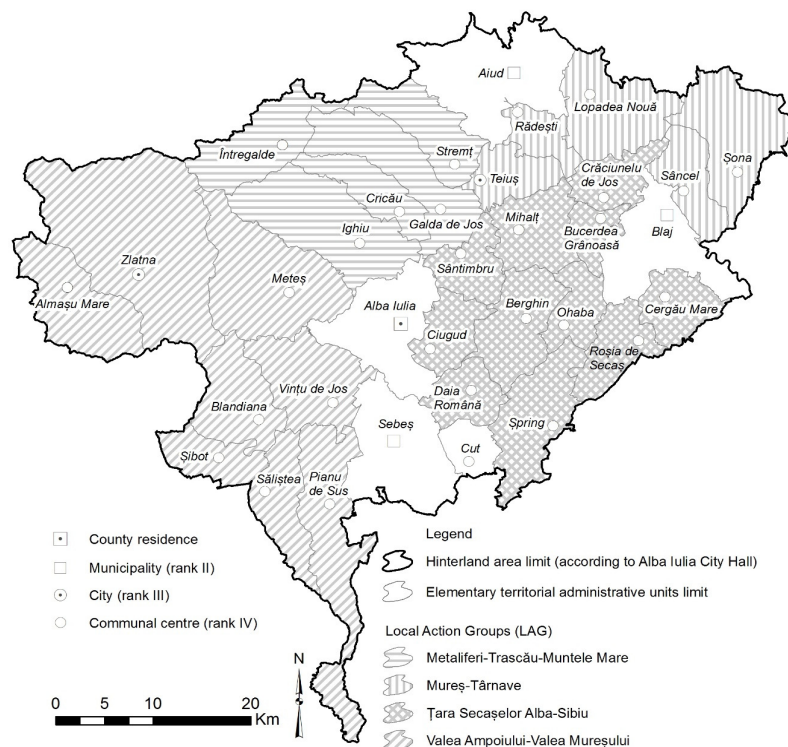 Aiud
Lopadea Nouă
Rădești
Întregalde
Stremț
Teiuș
Crăciunelu
de Jos
Sâncel
Șona
Cricău
Galda de Jos
Mihalț
Bucerdea
Grânoasă
Blaj
Ighiu
Sântimbru
Zlatna
Almașu Mare
Meteș
Alba Iulia
Berghin
Ohaba
Cergău Mare
Ciugud
Roșia de
Secaș
Vințu de Jos
Daia
Română
Blandiana
Sebeș
Șpring
Cut
Șibot
Săliștea
Pianu
de Sus
County residence
Municipality (rank II)
City (rank III)
Communal centre (rank IV)
N
0 5 10 20
Km
Legend
Hinterland area limit (according to Alba Iulia City Hall)
Elementary territorial administrative units limit
Local Action Groups (LAG)
Metaliferi-Trascău-Muntele Mare
Mureș-Târnave
Țara Secașelor Alba-Sibiu
Valea Ampoiului-Valea Mureșului